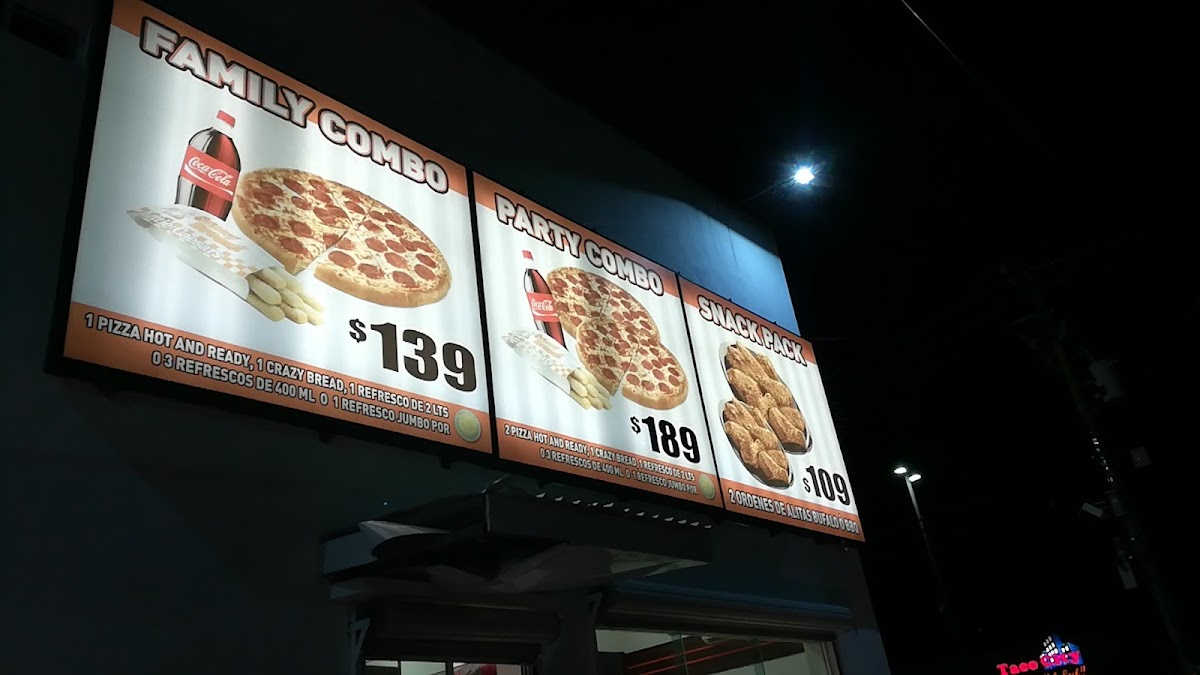 FAMILY COMBO
Coca-Cola
$139
1 PIZZA HOT AND READY, 1 CRAZY BREAD, 1 REFRESCO DE 2 LTS
O 3 REFRESCOS DE 400 ML O 1 REFRESCO JUMBO POR
PARTY COMBO
Coca-Cola
$189
2 PIZZA HOT AND READY, 1 CRAZY BREAD, 1 REFRESCO DE 2 LTS
O 3 REFRESCOS DE 400 ML O 1 REFRESCO JUMBO POR
SNACK PACK
$109
2 ORDENES DE ALITAS BUFALO O BBQ
Taco City